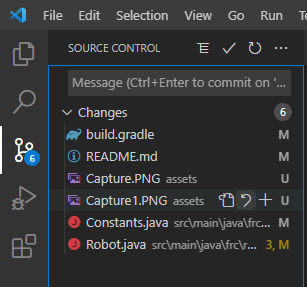 File Edit Selection View Go Run Te
SOURCE CONTROL
Message (Ctrl+Enter to commit on '...
Changes 6
build.gradle M
README.md M
Capture.PNG assets U
Capture1.PNG assets U
Constants.java src\main\java\frc... M
Robot.java src\main\java\frc\r... 3, M
6